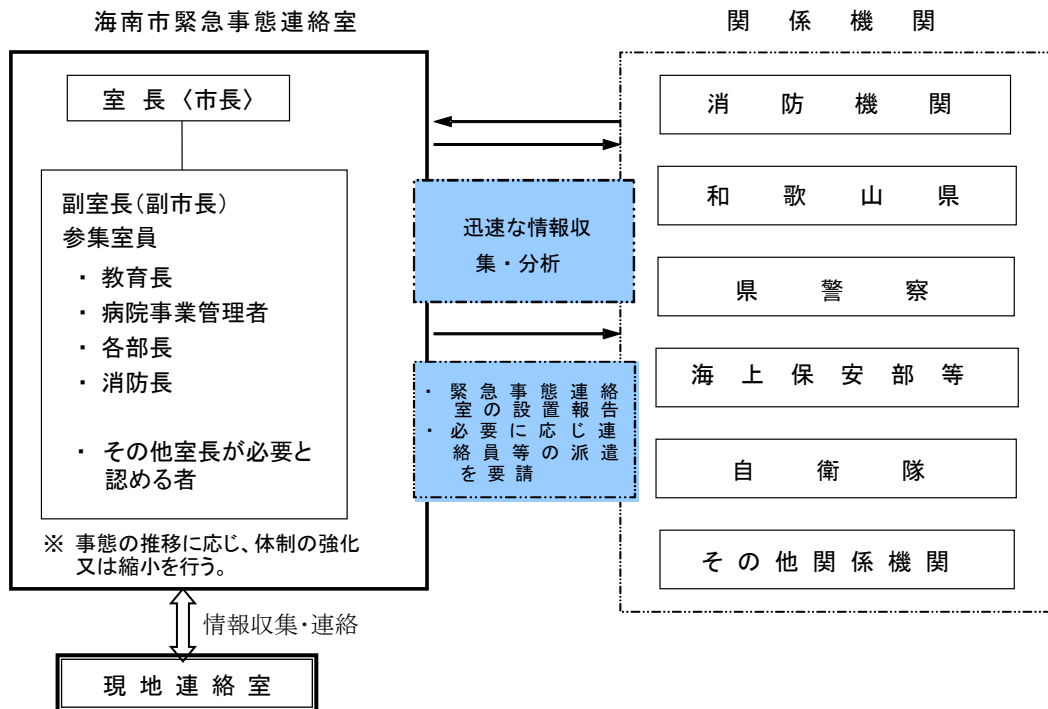 海南市緊急事態連絡室
室 長 〈市長〉
副室長(副市長)
参集室員
・ 教育長
・ 病院事業管理者
・ 各部長
・ 消防長
・ その他室長が必要と
認める者
※ 事態の推移に応じ、体制の強化
又は縮小を行う。
情報収集・連絡
現 地 連 絡 室
迅速な情報収
集・分析
・ 緊 急 事 態 連 絡
室 の 設 置 報 告
・ 必 要 に 応 じ 連
絡 員 等 の 派 遣
を 要 請
関 係 機 関
消 防 機 関
和 歌 山 県
県 警 察
海 上 保 安 部 等
自 衛 隊
そ の 他 関 係 機 関